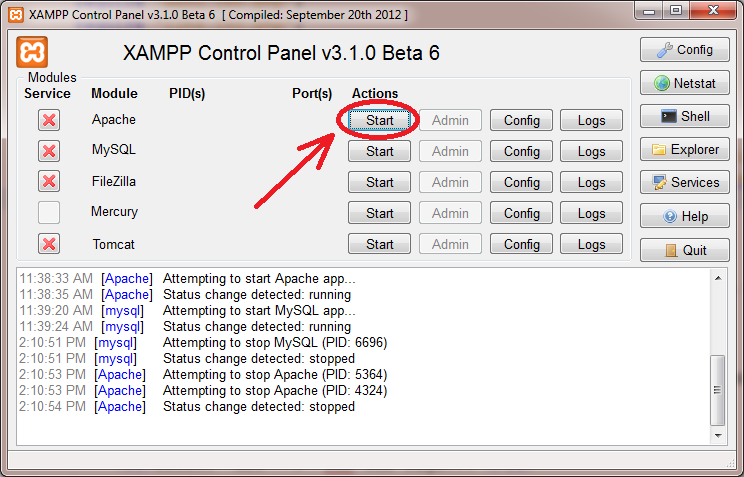 XAMPP Control Panel v3.1.0 Beta 6 [ Compiled: September 20th 2012 ]
XAMPP Control Panel v3.1.0 Beta 6
Config
Modules
Service Module PID(s) Port(s) Actions
Netstat
Apache Start Admin Config Logs
Shell
MySQL Start Admin Config Logs
Explorer
FileZilla Start Admin Config Logs
Services
Mercury Start Admin Config Logs
Help
Tomcat Start Admin Config Logs
Quit
11:38:33 AM [Apache] Attempting to start Apache app...
11:38:35 AM [Apache] Status change detected: running
11:39:20 AM [mysql] Attempting to start MySQL app...
11:39:24 AM [mysql] Status change detected: running
2:10:51 PM [mysql] Attempting to stop MySQL (PID: 6696)
2:10:51 PM [mysql] Status change detected: stopped
2:10:53 PM [Apache] Attempting to stop Apache (PID: 5364)
2:10:53 PM [Apache] Attempting to stop Apache (PID: 4324)
2:10:54 PM [Apache] Status change detected: stopped